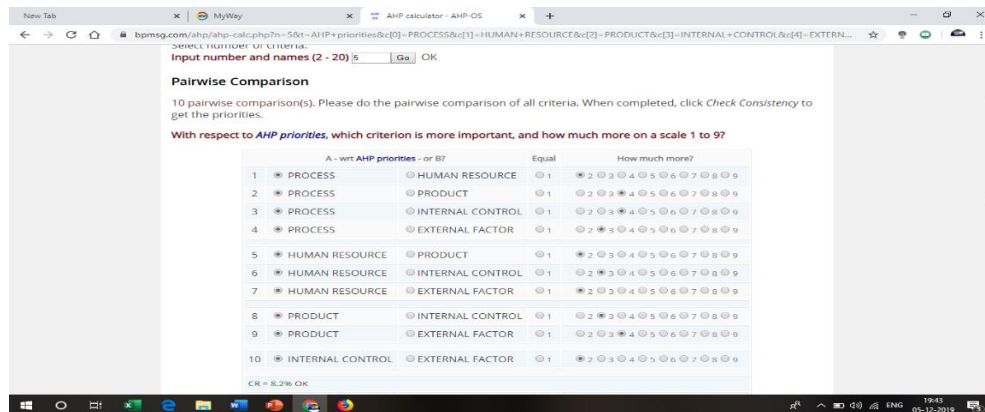 New Tab
MyWay
AHP calculator - AHP-OS
bpmsg.com/ahp/ahp-calc.php?n=5&t=AHP+priorities&c[0]=PROCESS&c[1]=HUMAN+RESOURCE&c[2]=PRODUCT&c[3]=INTERNAL+CONTROL&c[4]=EXTERN...
Select number of criteria:
Input number and names (2 - 20) 5 Go OK
Pairwise Comparison
10 pairwise comparison(s). Please do the pairwise comparison of all criteria. When completed, click Check Consistency to
get the priorities.
With respect to AHP priorities, which criterion is more important, and how much more on a scale 1 to 9?
A - wrt AHP priorities - or B? Equal How much more?
1 PROCESS HUMAN RESOURCE 1 2 3 4 5 6 7 8 9
2 PROCESS PRODUCT 1 2 3 4 5 6 7 8 9
3 PROCESS INTERNAL CONTROL 1 2 3 4 5 6 7 8 9
4 PROCESS EXTERNAL FACTOR 1 2 3 4 5 6 7 8 9
5 HUMAN RESOURCE PRODUCT 1 2 3 4 5 6 7 8 9
6 HUMAN RESOURCE INTERNAL CONTROL 1 2 3 4 5 6 7 8 9
7 HUMAN RESOURCE EXTERNAL FACTOR 1 2 3 4 5 6 7 8 9
8 PRODUCT INTERNAL CONTROL 1 2 3 4 5 6 7 8 9
9 PRODUCT EXTERNAL FACTOR 1 2 3 4 5 6 7 8 9
10 INTERNAL CONTROL EXTERNAL FACTOR 1 2 3 4 5 6 7 8 9
CR = 8.2% OK
ENG
19:43
05-12-2019